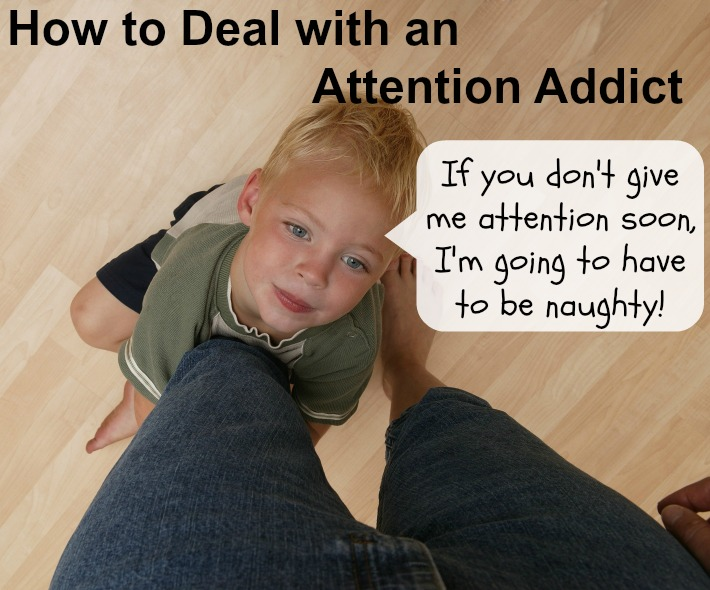 How to Deal with an
Attention Addict
If you don't give
me attention soon,
I'm going to have
to be naughty!